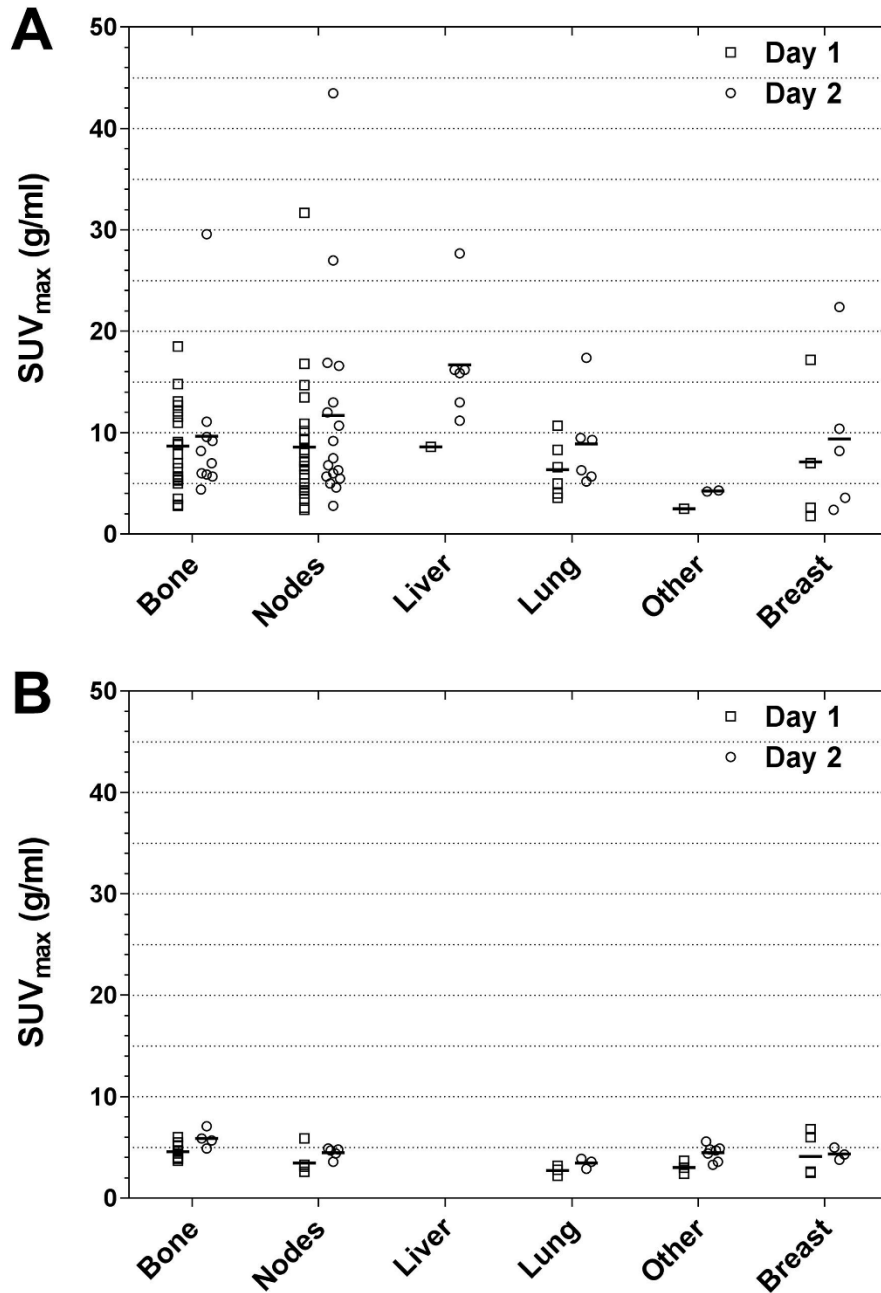 A
Day 1
Day 2
SUVmax (g/ml)
50
40
30
20
10
0
Bone
Nodes
Liver
Lung
Other
Breast
B
Day 1
Day 2
SUVmax (g/ml)
50
40
30
20
10
0
Bone
Nodes
Liver
Lung
Other
Breast